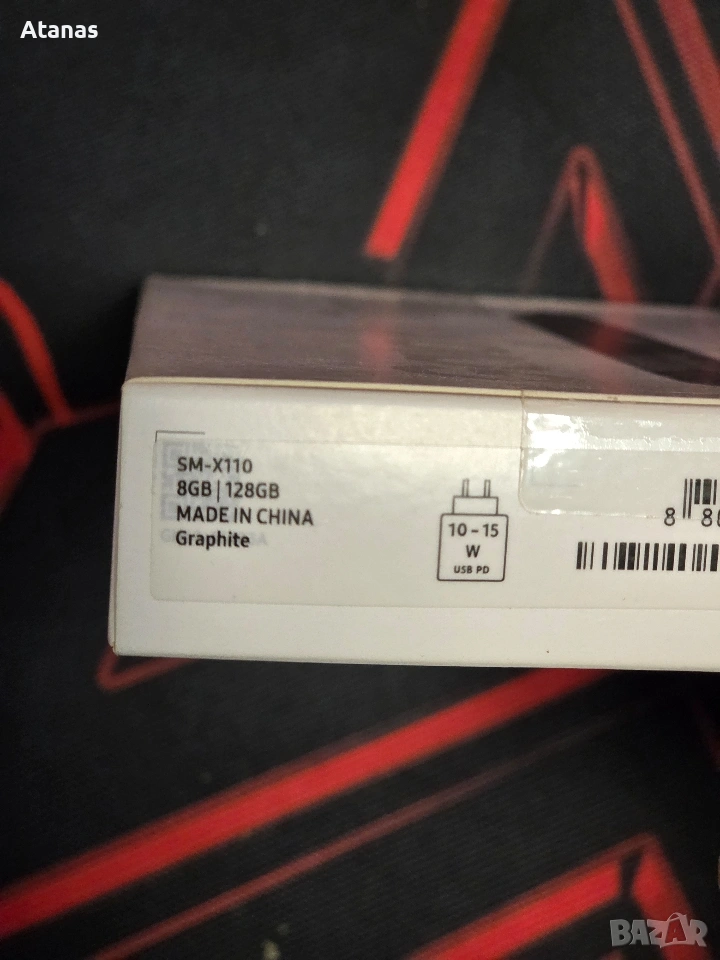 Atanas
SM-X110
8GB | 128GB
MADE IN CHINA
Graphite
10 – 15
W
USB PD
8
BAZAR